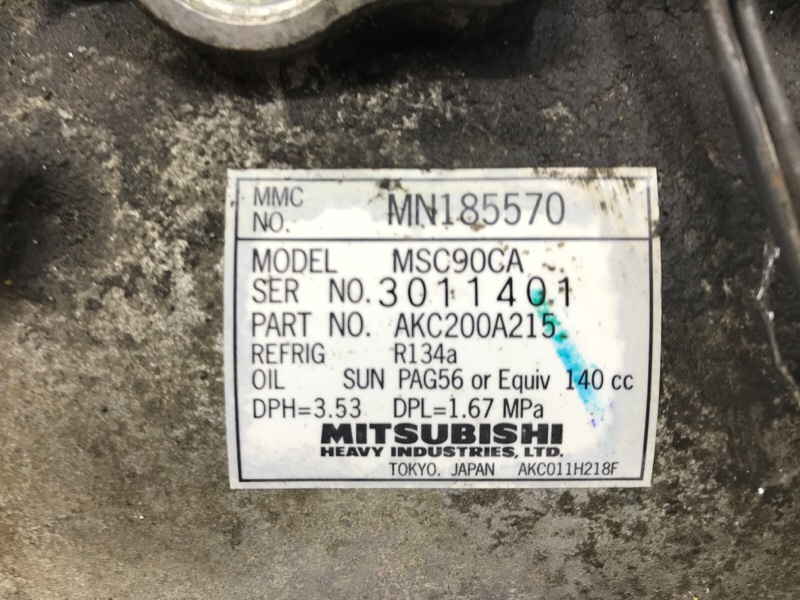 MMC NO. MN185570
MODEL MSC90CA
SER NO. 3011401
PART NO. AKC200A215
REFRIG R134a
OIL SUN PAG56 or Equiv 140 cc
DPH=3.53 DPL=1.67 MPa
MITSUBISHI
HEAVY INDUSTRIES, LTD.
TOKYO. JAPAN AKC011H218F